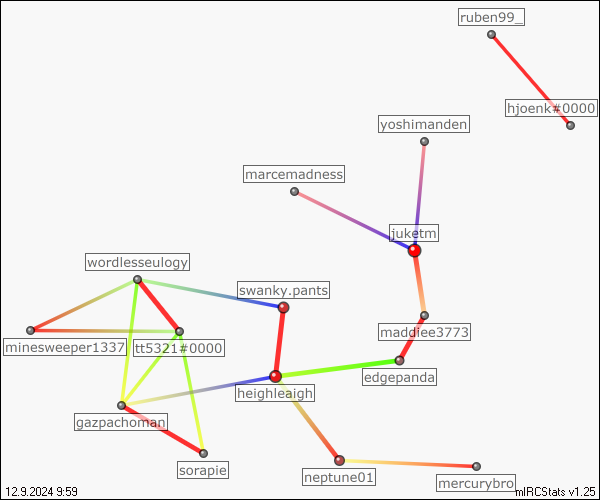 ruben99_
hjoenk#0000
yoshimanden
marcemadness
juketm
wordlesseulogy
swanky.pants
maddiee3773
minesweeper1337
tt5321#0000
edgepanda
heighleaigh
gazpachoman
sorapie
neptune01
mercurybro
12.9.2024 9:59
mIRCStats v1.25